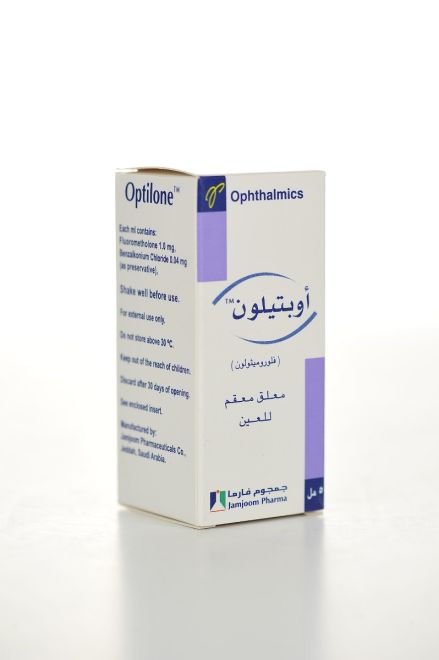 Optilone™
Each ml contains:
Fluorometholone 1.0 mg,
Benzalkonium Chloride 0.04 mg
(as preservative).
Shake well before use.
For external use only.
Do not store above 30 ºC.
Keep out of the reach of children.
Discard after 30 days of opening.
See enclosed insert.
Manufactured by:
Jamjoom Pharmaceuticals Co.,
Jeddah, Saudi Arabia.
Ophthalmics
أوبتيلون™
(فلوروميثولون)
معلق معقم
للعين
جمجوم فارما
Jamjoom Pharma
٥ مل